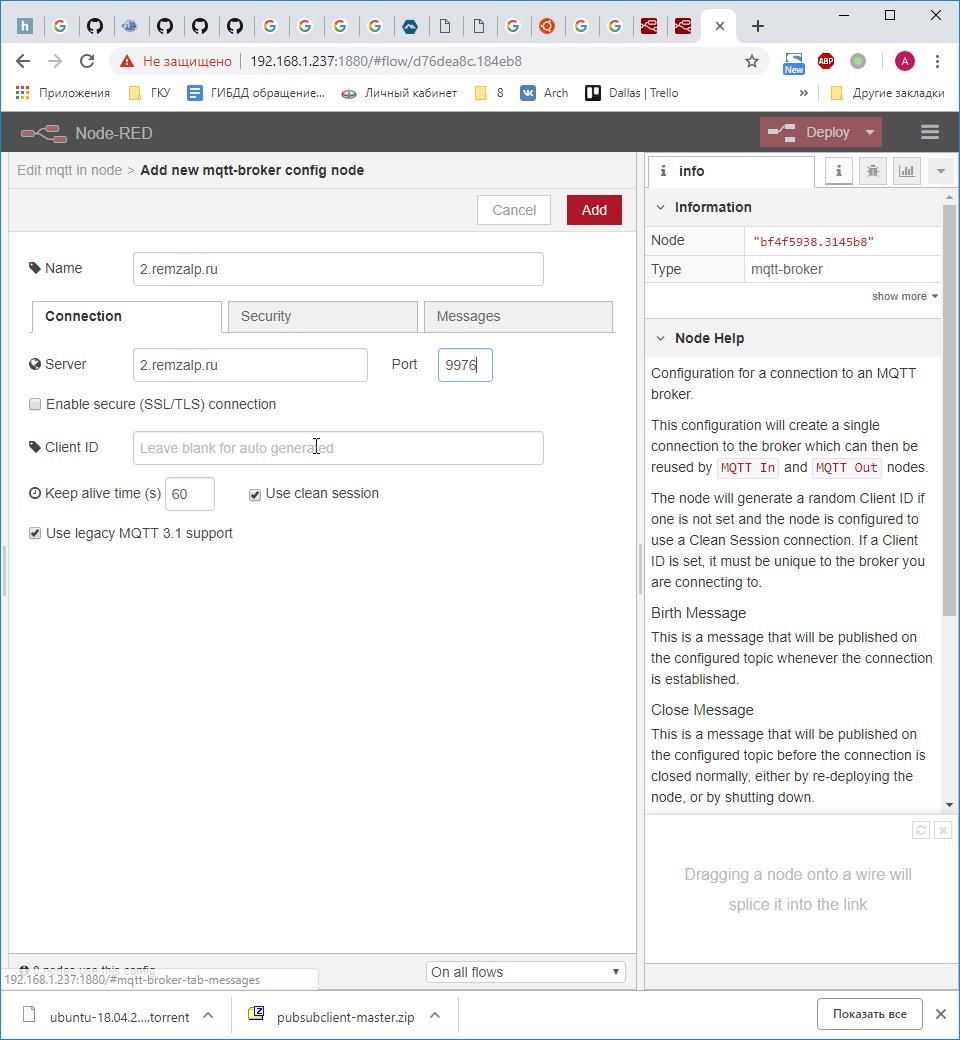 Не защищено
192.168.1.237:1880/#flow/d76dea8c.184eb8
New
ABP
A
Приложения
ГКУ
ГИБДД обращение...
Личный кабинет
8
Arch
Dallas | Trello
»
Другие закладки
Node-RED
Deploy
Edit mqtt in node > Add new mqtt-broker config node
Cancel
Add
Name
2.remzalp.ru
Connection
Security
Messages
Server
2.remzalp.ru
Port
9976
Enable secure (SSL/TLS) connection
Client ID
Leave blank for auto generated
Keep alive time (s)
60
Use clean session
Use legacy MQTT 3.1 support
0 nodes use this config
On all flows
192.168.1.237:1880/#mqtt-broker-tab-messages
i info
i
Information
Node
"bf4f5938.3145b8"
Type
mqtt-broker
show more
Node Help
Configuration for a connection to an MQTT
broker.
This configuration will create a single
connection to the broker which can then be
reused by MQTT In and MQTT Out nodes.
The node will generate a random Client ID if
one is not set and the node is configured to
use a Clean Session connection. If a Client
ID is set, it must be unique to the broker you
are connecting to.
Birth Message
This is a message that will be published on
the configured topic whenever the connection
is established.
Close Message
This is a message that will be published on
the configured topic before the connection is
closed normally, either by re-deploying the
node, or by shutting down.
Dragging a node onto a wire will
splice it into the link
ubuntu-18.04.2....torrent
pubsubclient-master.zip
Показать все